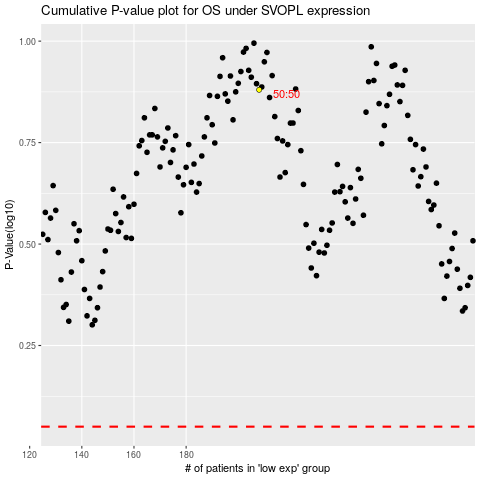 Cumulative P-value plot for OS under SVOPL expression
P-Value(log10)
1.00
0.75
0.50
0.25
50:50
120 140 160 180
# of patients in 'low exp' group